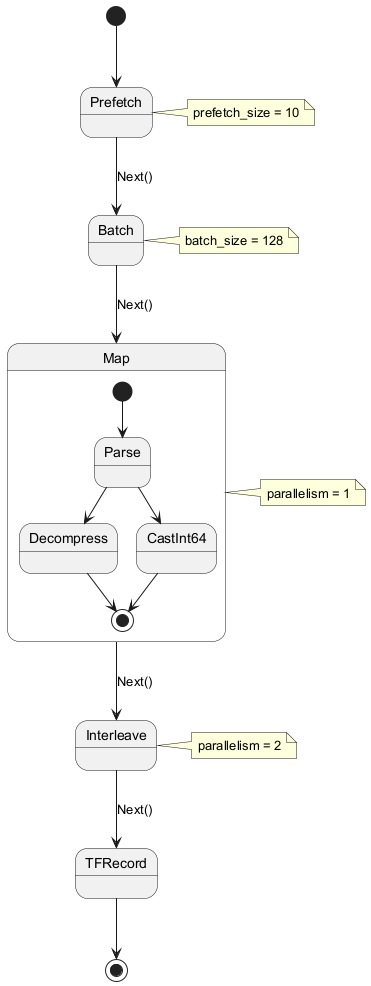 Prefetch
prefetch_size = 10
Next()
Batch
batch_size = 128
Next()
Map
Parse
Decompress
CastInt64
parallelism = 1
Next()
Interleave
parallelism = 2
Next()
TFRecord